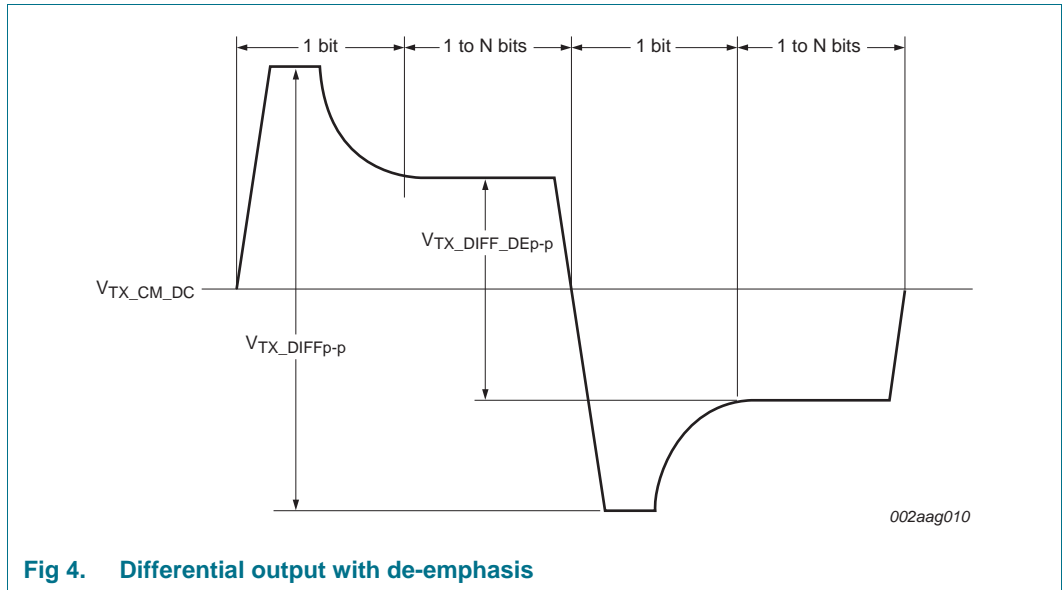 1 bit
1 to N bits
1 bit
1 to N bits
VTX_DIFF_DEp-p
VTX_CM_DC
VTX_DIFFp-p
002aag010
Fig 4. Differential output with de-emphasis